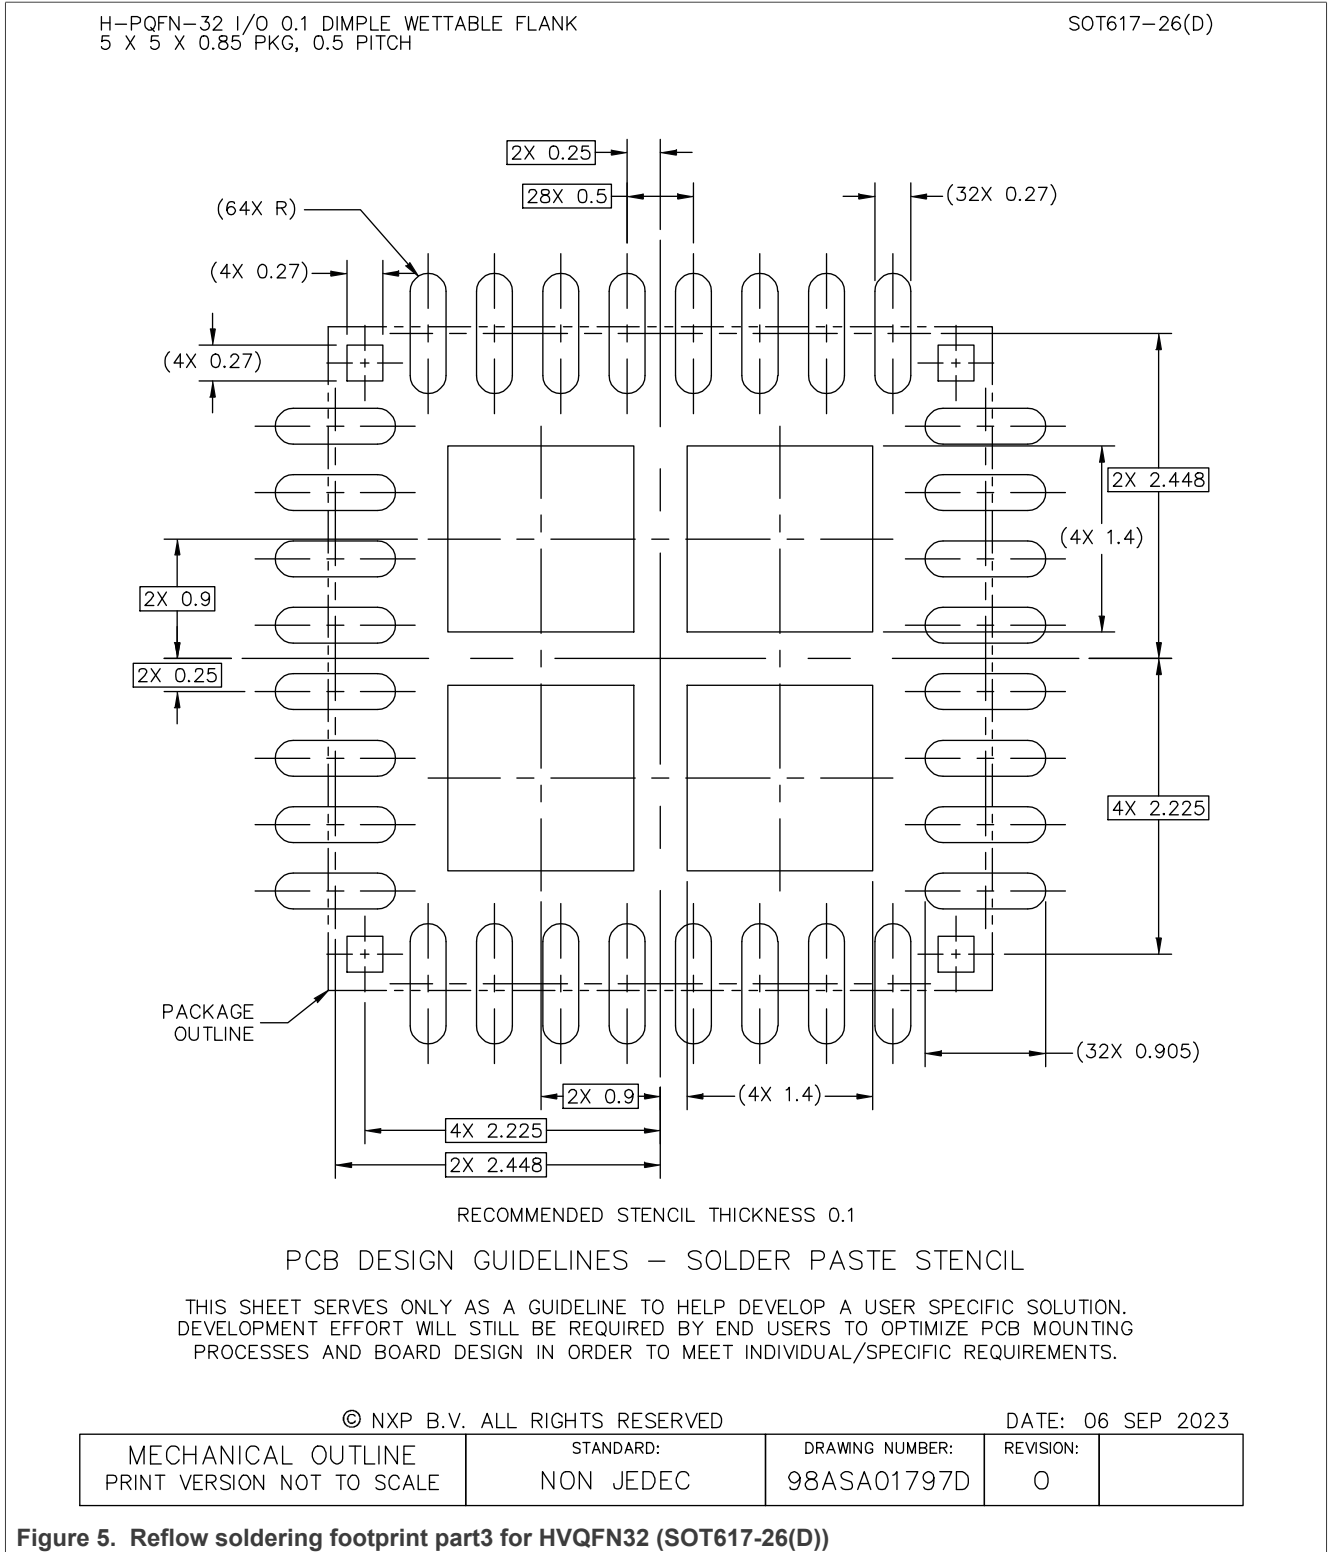 H-PQFN-32 I/O 0.1 DIMPLE WETTABLE FLANK
5 X 5 X 0.85 PKG, 0.5 PITCH
SOT617-26(D)
2X 0.25
28X 0.5
(32X 0.27)
(64X R)
(4X 0.27)
(4X 0.27)
2X 2.448
(4X 1.4)
2X 0.9
2X 0.25
4X 2.225
PACKAGE
OUTLINE
(32X 0.905)
2X 0.9
(4X 1.4)
4X 2.225
2X 2.448
RECOMMENDED STENCIL THICKNESS 0.1
PCB DESIGN GUIDELINES – SOLDER PASTE STENCIL
THIS SHEET SERVES ONLY AS A GUIDELINE TO HELP DEVELOP A USER SPECIFIC SOLUTION.
DEVELOPMENT EFFORT WILL STILL BE REQUIRED BY END USERS TO OPTIMIZE PCB MOUNTING
PROCESSES AND BOARD DESIGN IN ORDER TO MEET INDIVIDUAL/SPECIFIC REQUIREMENTS.
© NXP B.V. ALL RIGHTS RESERVED
DATE: 06 SEP 2023
MECHANICAL OUTLINE
PRINT VERSION NOT TO SCALE
STANDARD:
NON JEDEC
DRAWING NUMBER:
98ASA01797D
REVISION:
O
Figure 5. Reflow soldering footprint part3 for HVQFN32 (SOT617-26(D))